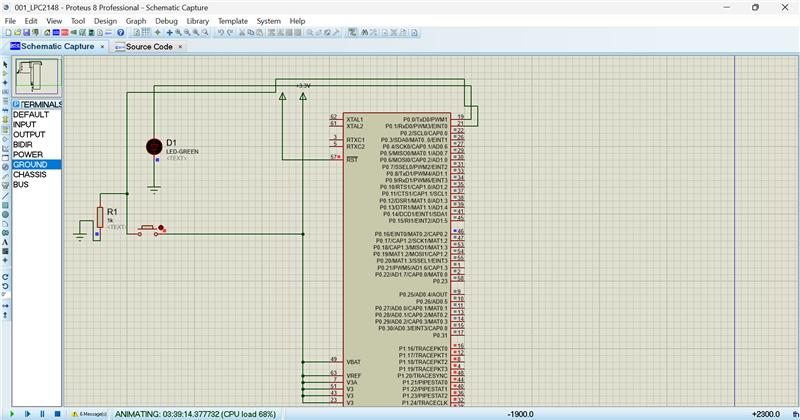 001_LPC2148 - Proteus 8 Professional - Schematic Capture
File Edit View Tool Design Graph Debug Library Template System Help
Schematic Capture × Source Code ×
TERMINALS
DEFAULT
INPUT
OUTPUT
BIDIR
POWER
GROUND
CHASSIS
BUS
+3.3V
D1
LED-GREEN
<TEXT>
R1
1k
<TEXT>
62 XTAL1
61 XTAL2
3 RTXC1
5 RTXC2
57 RST
49 VBAT
63 VREF
7 V3A
51 V3
43 V3
23 V3
P0.0/TxD0/PWM1 19
P0.1/RxD0/PWM3/EINT0 21
P0.2/SCL0/CAP0.0 22
P0.3/SDA0/MAT0.0/EINT1 26
P0.4/SCK0/CAP0.1/AD0.6 27
P0.5/MISO0/MAT0.1/AD0.7 29
P0.6/MOSI0/CAP0.2/AD1.0 30
P0.7/SSEL0/PWM2/EINT2 31
P0.8/TxD1/PWM4/AD1.1 33
P0.9/RxD1/PWM6/EINT3 34
P0.10/RTS1/CAP1.0/AD1.2 35
P0.11/CTS1/CAP1.1/SCL1 37
P0.12/DSR1/MAT1.0/AD1.3 38
P0.13/DTR1/MAT1.1/AD1.4 39
P0.14/DCD1/EINT1/SDA1 41
P0.15/RI1/EINT2/AD1.5 45
P0.16/EINT0/MAT0.2/CAP0.2 46
P0.17/CAP1.2/SCK1/MAT1.2 47
P0.18/CAP1.3/MISO1/MAT1.3 53
P0.19/MAT1.2/MOSI1/CAP1.2 54
P0.20/MAT1.3/SSEL1/EINT3 55
P0.21/PWM5/AD1.6/CAP1.3 1
P0.22/AD1.7/CAP0.0/MAT0.0 2
P0.23 58
P0.25/AD0.4/AOUT 9
P0.26/AD0.5 10
P0.27/AD0.0/CAP0.1/MAT0.1 11
P0.28/AD0.1/CAP0.2/MAT0.2 13
P0.29/AD0.2/CAP0.3/MAT0.3 14
P0.30/AD0.3/EINT3/CAP0.0 15
P0.31 17
P1.16/TRACEPKT0 16
P1.17/TRACEPKT1 12
P1.18/TRACEPKT2 8
P1.19/TRACEPKT3 4
P1.20/TRACESYNC 48
P1.21/PIPESTAT0 44
P1.22/PIPESTAT1 40
P1.23/PIPESTAT2 36
P1.24/TRACECLK 32
6 Message(s) ANIMATING: 03:39:14.377732 (CPU load 68%) -1900.0 +2300.0 th